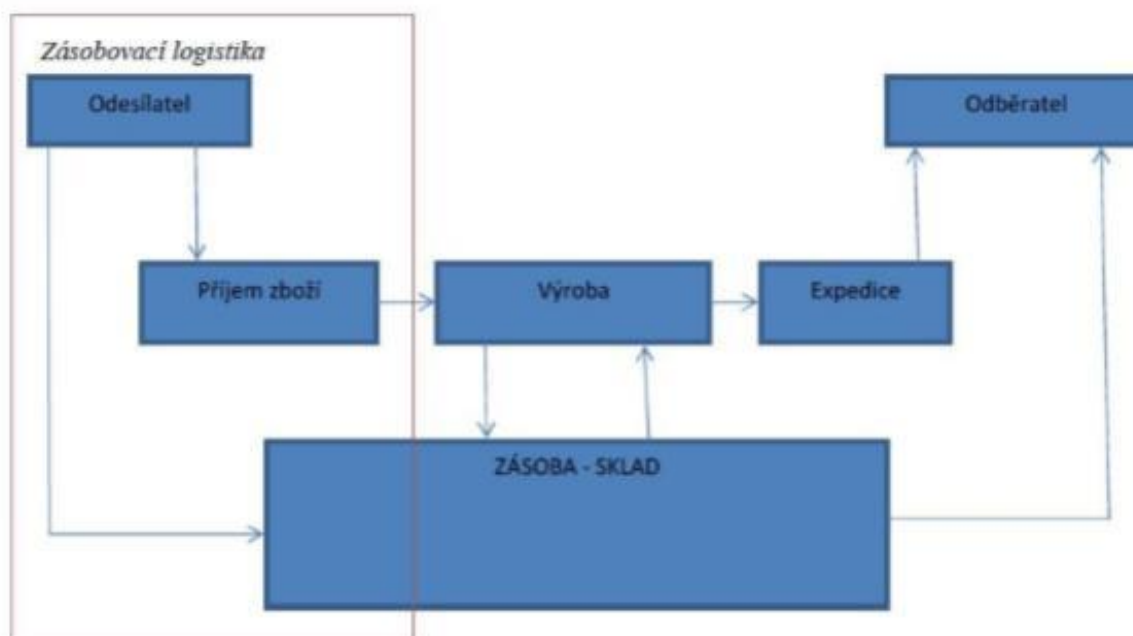 Zásobovací logistika
Odesílatel
Odběratel
Příjem zboží
Výroba
Expedice
ZÁSOBA - SKLAD